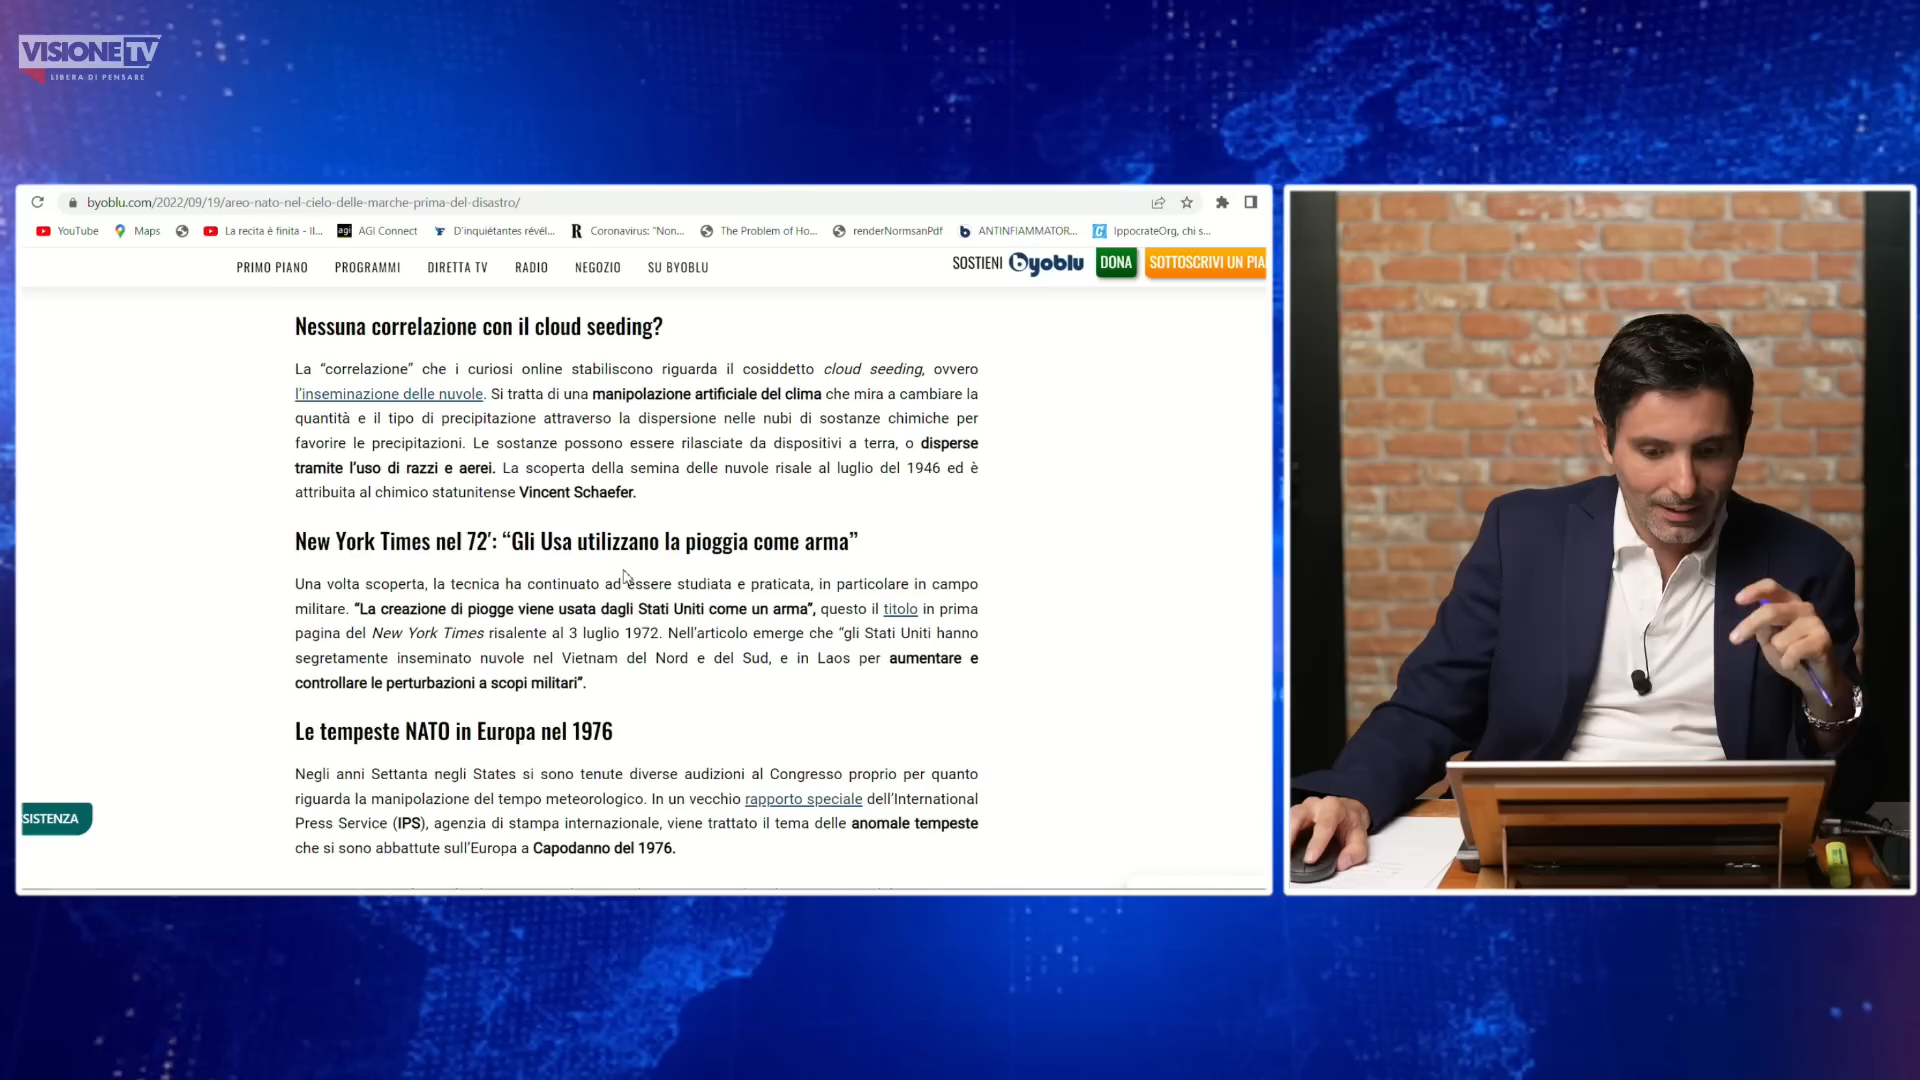 VISIONETV
LIBERA DI PENSARE
byoblu.com/2022/09/19/areo-nato-nel-cielo-delle-marche-prima-del-disastro/
YouTube Maps La recita è finita - Il... agi AGI Connect D'inquiétantes révél... R Coronavirus: "Non... The Problem of Ho... renderNormsanPdf b ANTINFIAMMATOR... IppocrateOrg, chi s...
PRIMO PIANO PROGRAMMI DIRETTA TV RADIO NEGOZIO SU BYOBLU SOSTIENI byoblu DONA SOTTOSCRIVI UN PIA
Nessuna correlazione con il cloud seeding?
La “correlazione” che i curiosi online stabiliscono riguarda il cosiddetto cloud seeding, ovvero
l’inseminazione delle nuvole. Si tratta di una manipolazione artificiale del clima che mira a cambiare la
quantità e il tipo di precipitazione attraverso la dispersione nelle nubi di sostanze chimiche per
favorire le precipitazioni. Le sostanze possono essere rilasciate da dispositivi a terra, o disperse
tramite l’uso di razzi e aerei. La scoperta della semina delle nuvole risale al luglio del 1946 ed è
attribuita al chimico statunitense Vincent Schaefer.
New York Times nel 72′: “Gli Usa utilizzano la pioggia come arma”
Una volta scoperta, la tecnica ha continuato ad essere studiata e praticata, in particolare in campo
militare. “La creazione di piogge viene usata dagli Stati Uniti come un arma”, questo il titolo in prima
pagina del New York Times risalente al 3 luglio 1972. Nell’articolo emerge che “gli Stati Uniti hanno
segretamente inseminato nuvole nel Vietnam del Nord e del Sud, e in Laos per aumentare e
controllare le perturbazioni a scopi militari”.
Le tempeste NATO in Europa nel 1976
Negli anni Settanta negli States si sono tenute diverse audizioni al Congresso proprio per quanto
riguarda la manipolazione del tempo meteorologico. In un vecchio rapporto speciale dell’International
Press Service (IPS), agenzia di stampa internazionale, viene trattato il tema delle anomale tempeste
che si sono abbattute sull’Europa a Capodanno del 1976.
SISTENZA